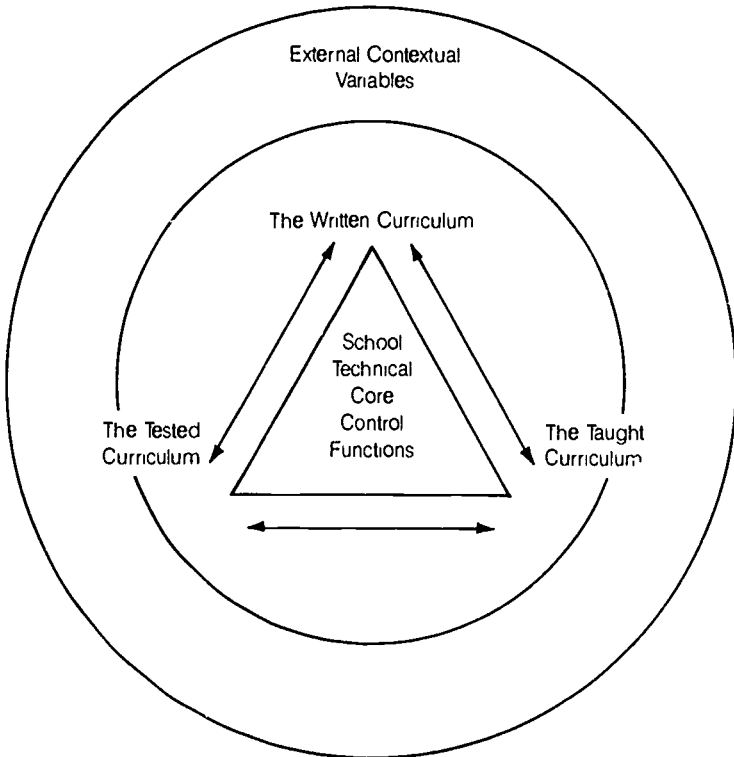 External Contextual
Variables
The Written Curriculum
School
Technical
Core
Control
Functions
The Tested
Curriculum
The Taught
Curriculum